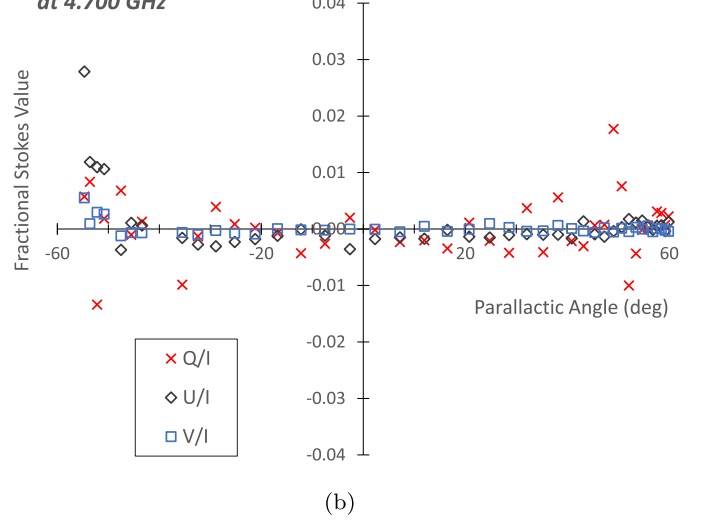 at 4.700 GHz
0.04
0.03
0.02
0.01
0.00
-0.01
-0.02
-0.03
-0.04
-60
-20
20
60
Fractional Stokes Value
Parallactic Angle (deg)
Q/I
U/I
V/I
(b)